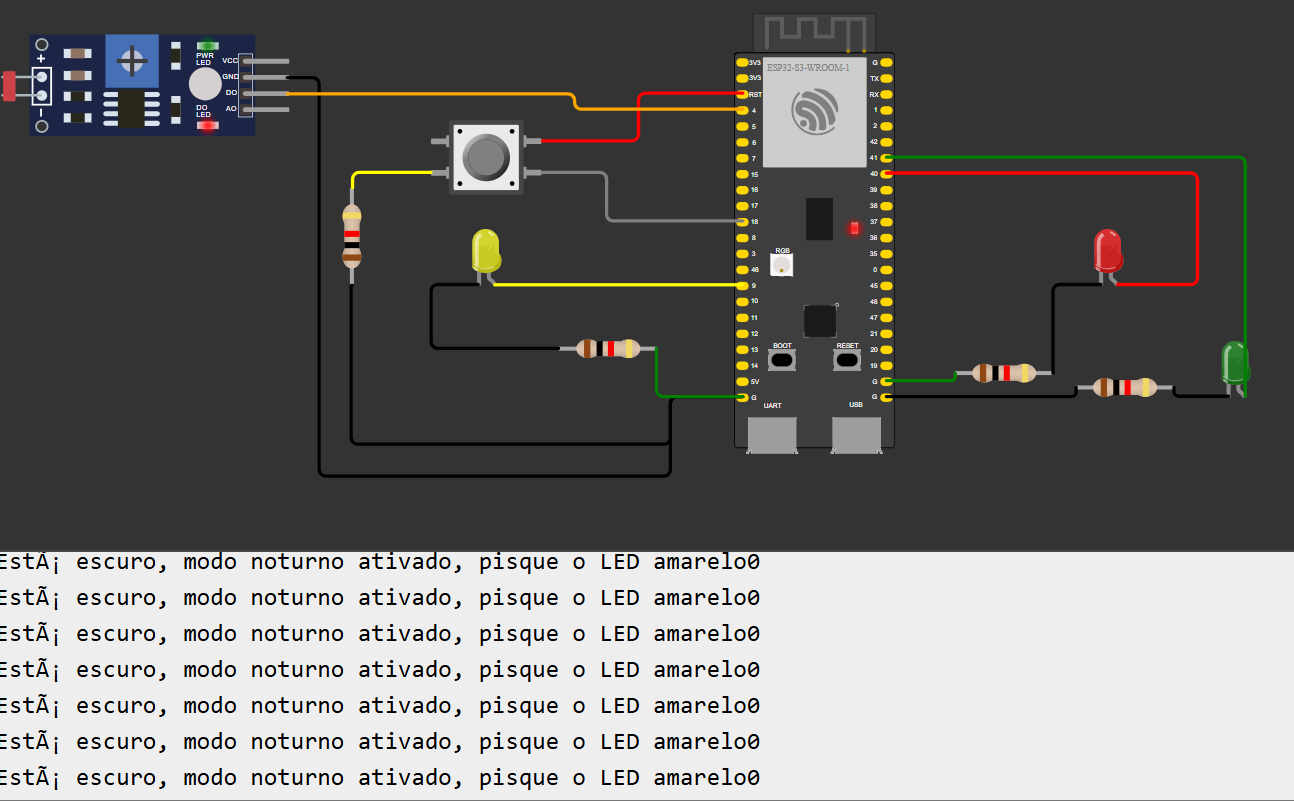 ESP32-S3-WROOM-1
+
PWR
LED
VCC
GND
DO
AO
DO
LED
−
3V3
3V3
RST
4
5
6
7
15
16
17
18
8
3
46
9
10
11
12
13
14
5V
G
G
TX
RX
1
2
42
41
40
39
38
37
36
35
0
45
48
47
21
20
19
G
G
RGB
BOOT
RESET
UART
USB
EstÃ¡ escuro, modo noturno ativado, pisque o LED amarelo0
EstÃ¡ escuro, modo noturno ativado, pisque o LED amarelo0
EstÃ¡ escuro, modo noturno ativado, pisque o LED amarelo0
EstÃ¡ escuro, modo noturno ativado, pisque o LED amarelo0
EstÃ¡ escuro, modo noturno ativado, pisque o LED amarelo0
EstÃ¡ escuro, modo noturno ativado, pisque o LED amarelo0
EstÃ¡ escuro, modo noturno ativado, pisque o LED amarelo0